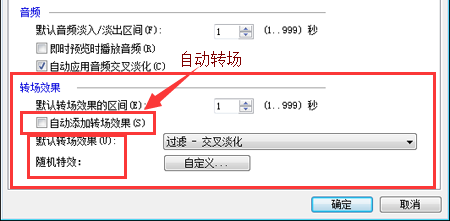 音频
默认音频淡入/淡出区间(F): 1 (1..999) 秒
即时预览时播放音频(R)
自动应用音频交叉淡化(C)
自动转场
转场效果
默认转场效果的区间(E): 1 (1..999) 秒
自动添加转场效果(S)
默认转场效果(U): 过滤 - 交叉淡化
随机特效: 自定义...
确定 取消